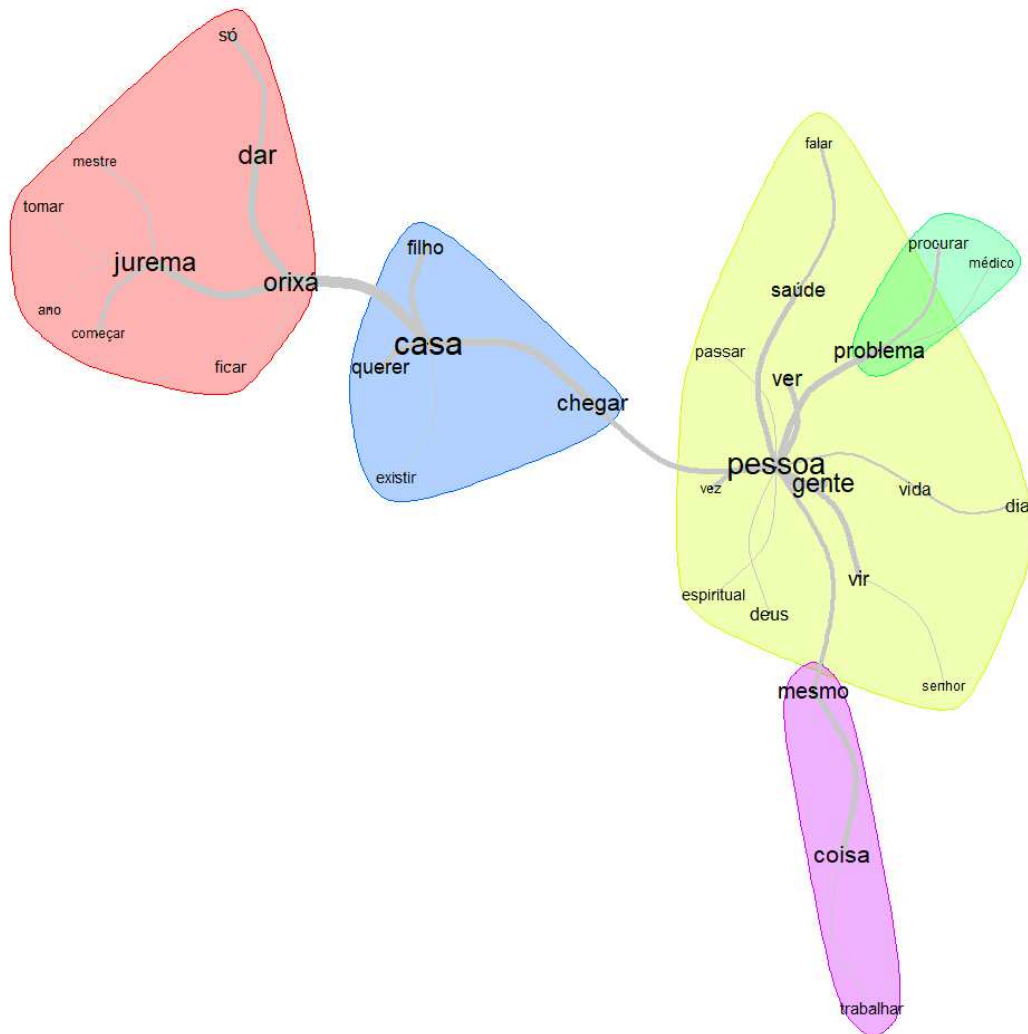 só
falar
dar
mestre
procurar
filho
médico
tomar
jurema
orixá
saúde
ano
casa
passar
problema
começar
querer
ver
ficar
chegar
pessoa
gente
vez
vida
existir
dia
vir
espiritual
deus
senhor
mesmo
coisa
trabalhar